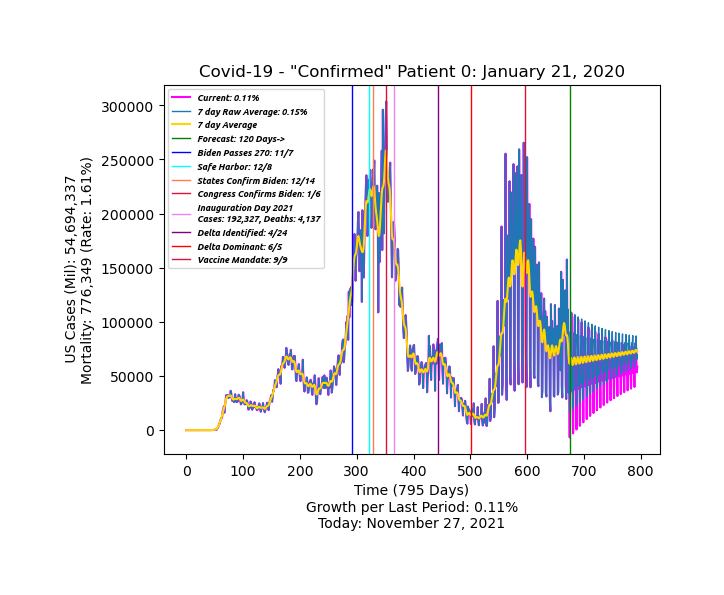 Covid-19 - "Confirmed" Patient 0: January 21, 2020
300000
250000
200000
150000
100000
50000
0
US Cases (Mil): 54,694,337
Mortality: 776,349 (Rate: 1.61%)
Current: 0.11%
7 day Raw Average: 0.15%
7 day Average
Forecast: 120 Days->
Biden Passes 270: 11/7
Safe Harbor: 12/8
States Confirm Biden: 12/14
Congress Confirms Biden: 1/6
Inauguration Day 2021
Cases: 192,327, Deaths: 4,137
Delta Identified: 4/24
Delta Dominant: 6/5
Vaccine Mandate: 9/9
0 100 200 300 400 500 600 700 800
Time (795 Days)
Growth per Last Period: 0.11%
Today: November 27, 2021